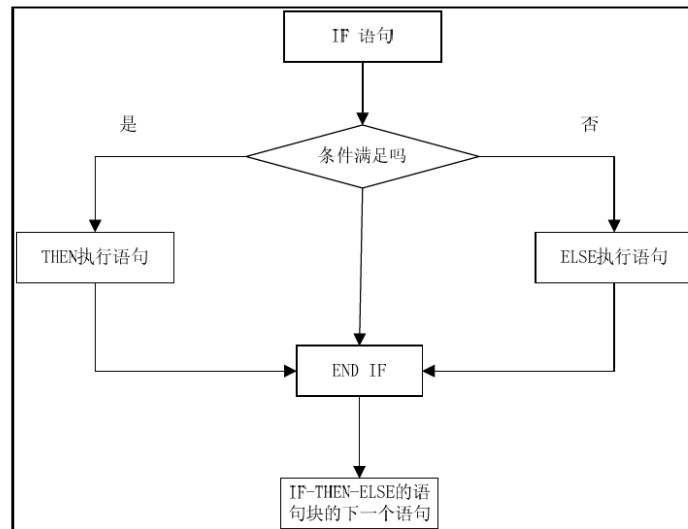 IF 语句
是
否
条件满足吗
THEN执行语句
ELSE执行语句
END IF
IF-THEN-ELSE的语
句块的下一个语句